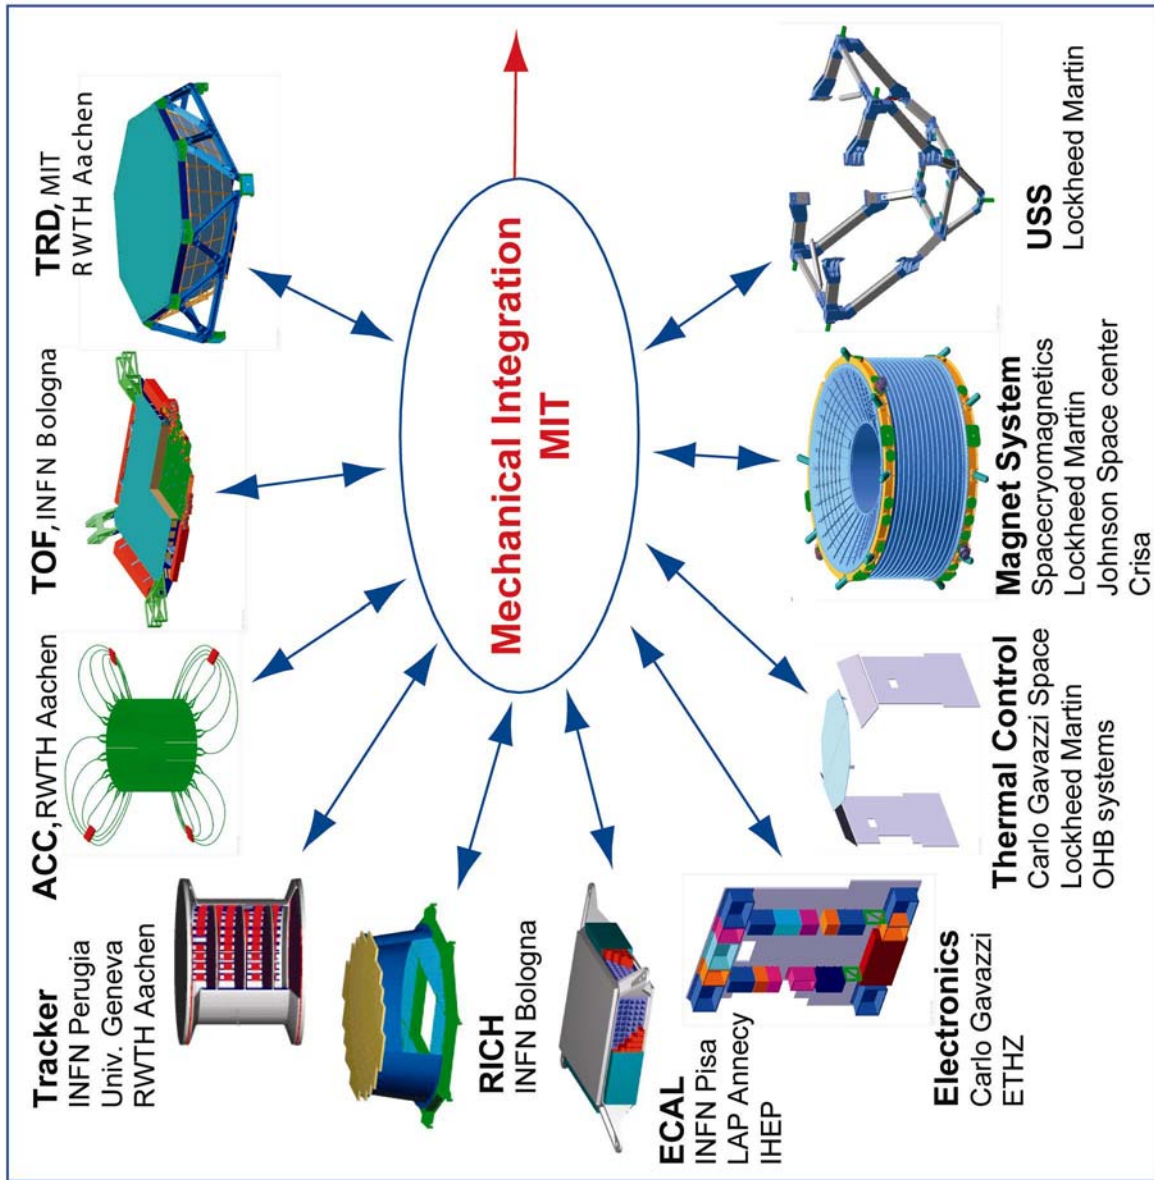 Tracker
INFN Perugia
Univ. Geneva
RWTH Aachen
ACC, RWTH Aachen
TOF, INFN Bologna
TRD, MIT
RWTH Aachen
Mechanical Integration
MIT
RICH
INFN Bologna
ECAL
INFN Pisa
LAP Annecy
IHEP
Electronics
Carlo Gavazzi
ETHZ
Thermal Control
Carlo Gavazzi Space
Lockheed Martin
OHB systems
Magnet System
Spacecryomagnetics
Lockheed Martin
Johnson Space center
Crisa
USS
Lockheed Martin